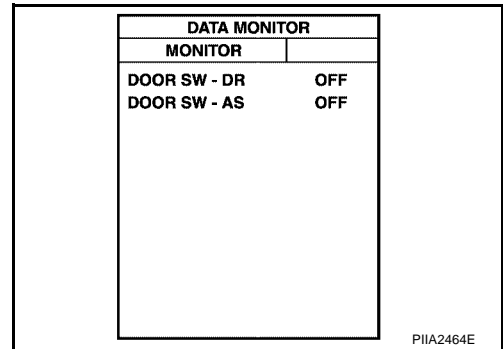 DATA MONITOR
MONITOR
DOOR SW - DR OFF
DOOR SW - AS OFF
PIIA2464E